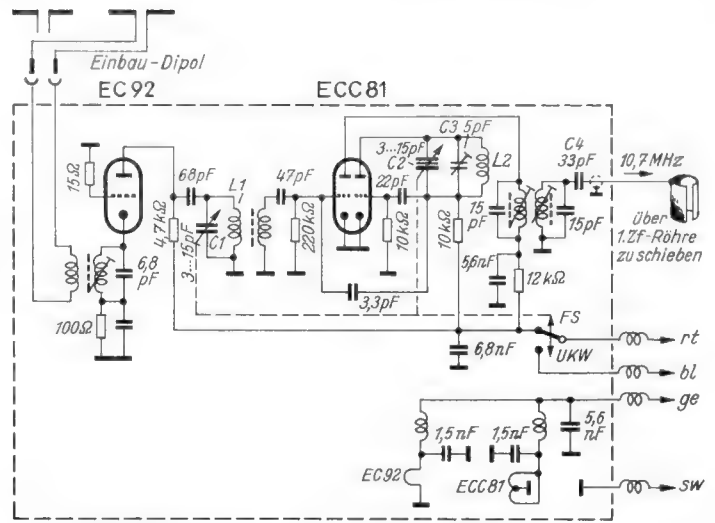 Einbau-Dipol
EC92
ECC81
15Ω
68pF
4,7kΩ
3...15pF
C1
L1
47pF
220kΩ
3...15pF
C2
C3 5pF
L2
22pF
10kΩ
10kΩ
3,3pF
15
pF
15pF
C4
33pF
10,7MHz
über
1.Zf-Röhre
zu schieben
6,8
pF
100Ω
5,6nF
12kΩ
FS
UKW
6,8nF
rt
bl
ge
sw
1,5nF
1,5nF
5,6
nF
EC92
ECC81